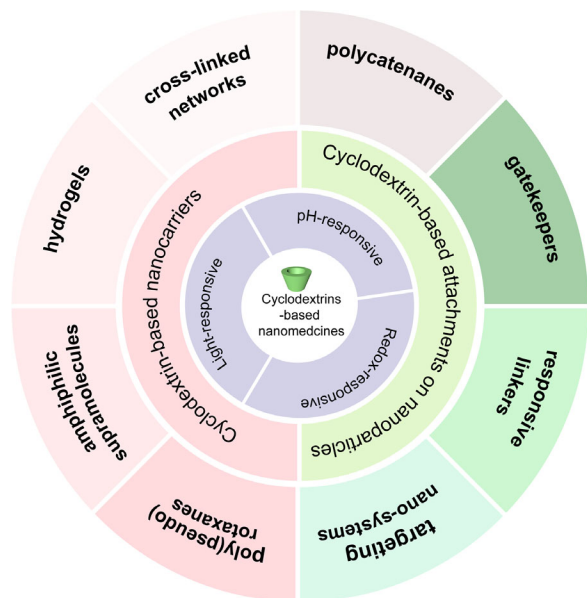 cross-linked
networks
polycatenanes
gatekeepers
responsive
linkers
targeting
nano-systems
poly(pseudo)
rotaxanes
amphiphilic
supramolecules
hydrogels
Cyclodextrin-based nanocarriers
Cyclodextrin-based attachments on nanoparticles
pH-responsive
Redox-responsive
Light-responsive
Cyclodextrins
-based
nanomedcines